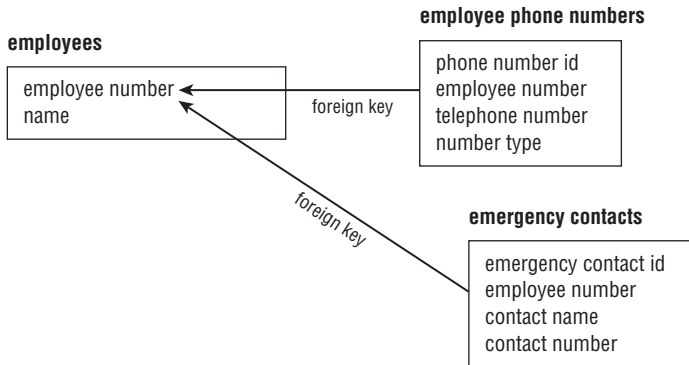 employees
employee number
name
employee phone numbers
phone number id
employee number
telephone number
number type
foreign key
foreign key
emergency contacts
emergency contact id
employee number
contact name
contact number